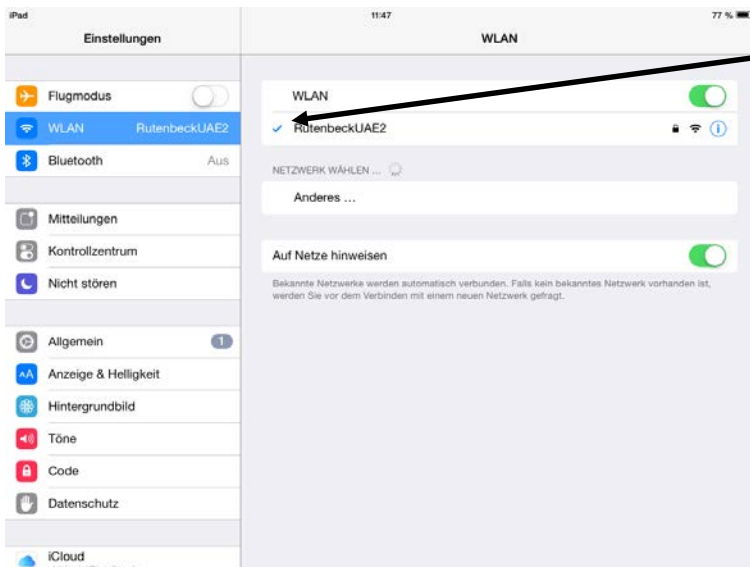 iPad 11:47 77 %
Einstellungen
WLAN
Flugmodus
WLAN RutenbeckUAE2
Bluetooth Aus
Mitteilungen
Kontrollzentrum
Nicht stören
Allgemein 1
AA Anzeige & Helligkeit
Hintergrundbild
Töne
Code
Datenschutz
iCloud
WLAN
RutenbeckUAE2
NETZWERK WÄHLEN ...
Anderes ...
Auf Netze hinweisen
Bekannte Netzwerke werden automatisch verbunden. Falls kein bekanntes Netzwerk vorhanden ist,
werden Sie vor dem Verbinden mit einem neuen Netzwerk gefragt.